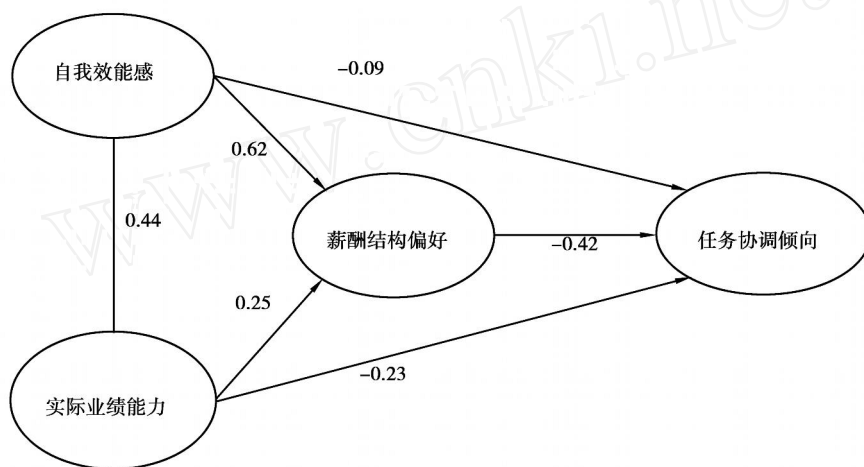 www.cnki.net
自我效能感
-0.09
0.62
0.44
薪酬结构偏好
-0.42
任务协调倾向
0.25
-0.23
实际业绩能力